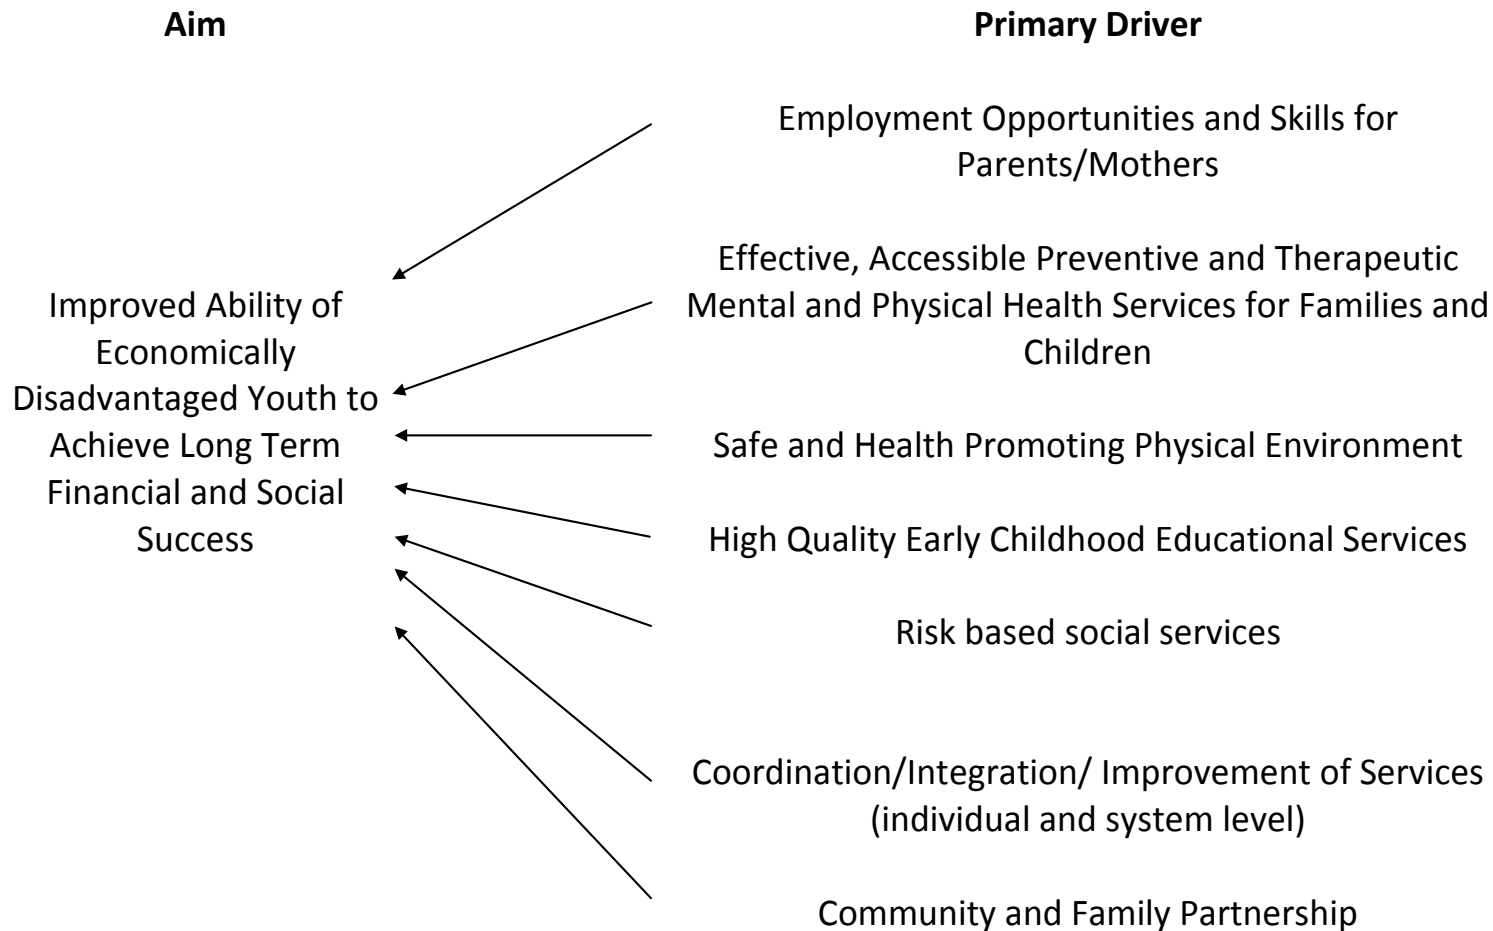 Aim
Primary Driver
Employment Opportunities and Skills for
Parents/Mothers
Effective, Accessible Preventive and Therapeutic
Mental and Physical Health Services for Families and
Children
Improved Ability of
Economically
Disadvantaged Youth to
Achieve Long Term
Financial and Social
Success
Safe and Health Promoting Physical Environment
High Quality Early Childhood Educational Services
Risk based social services
Coordination/Integration/ Improvement of Services
(individual and system level)
Community and Family Partnership